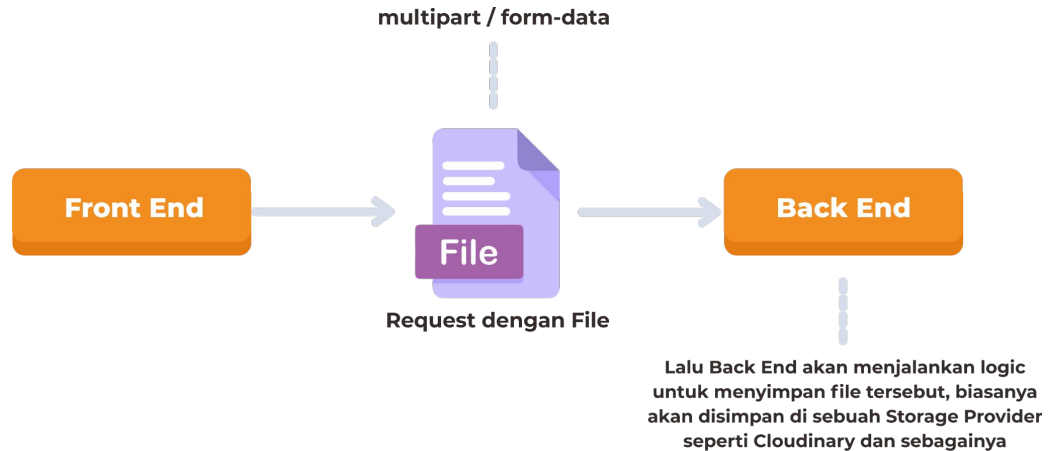 multipart / form-data
Front End
File
Back End
Request dengan File
Lalu Back End akan menjalankan logic
untuk menyimpan file tersebut, biasanya
akan disimpan di sebuah Storage Provider
seperti Cloudinary dan sebagainya